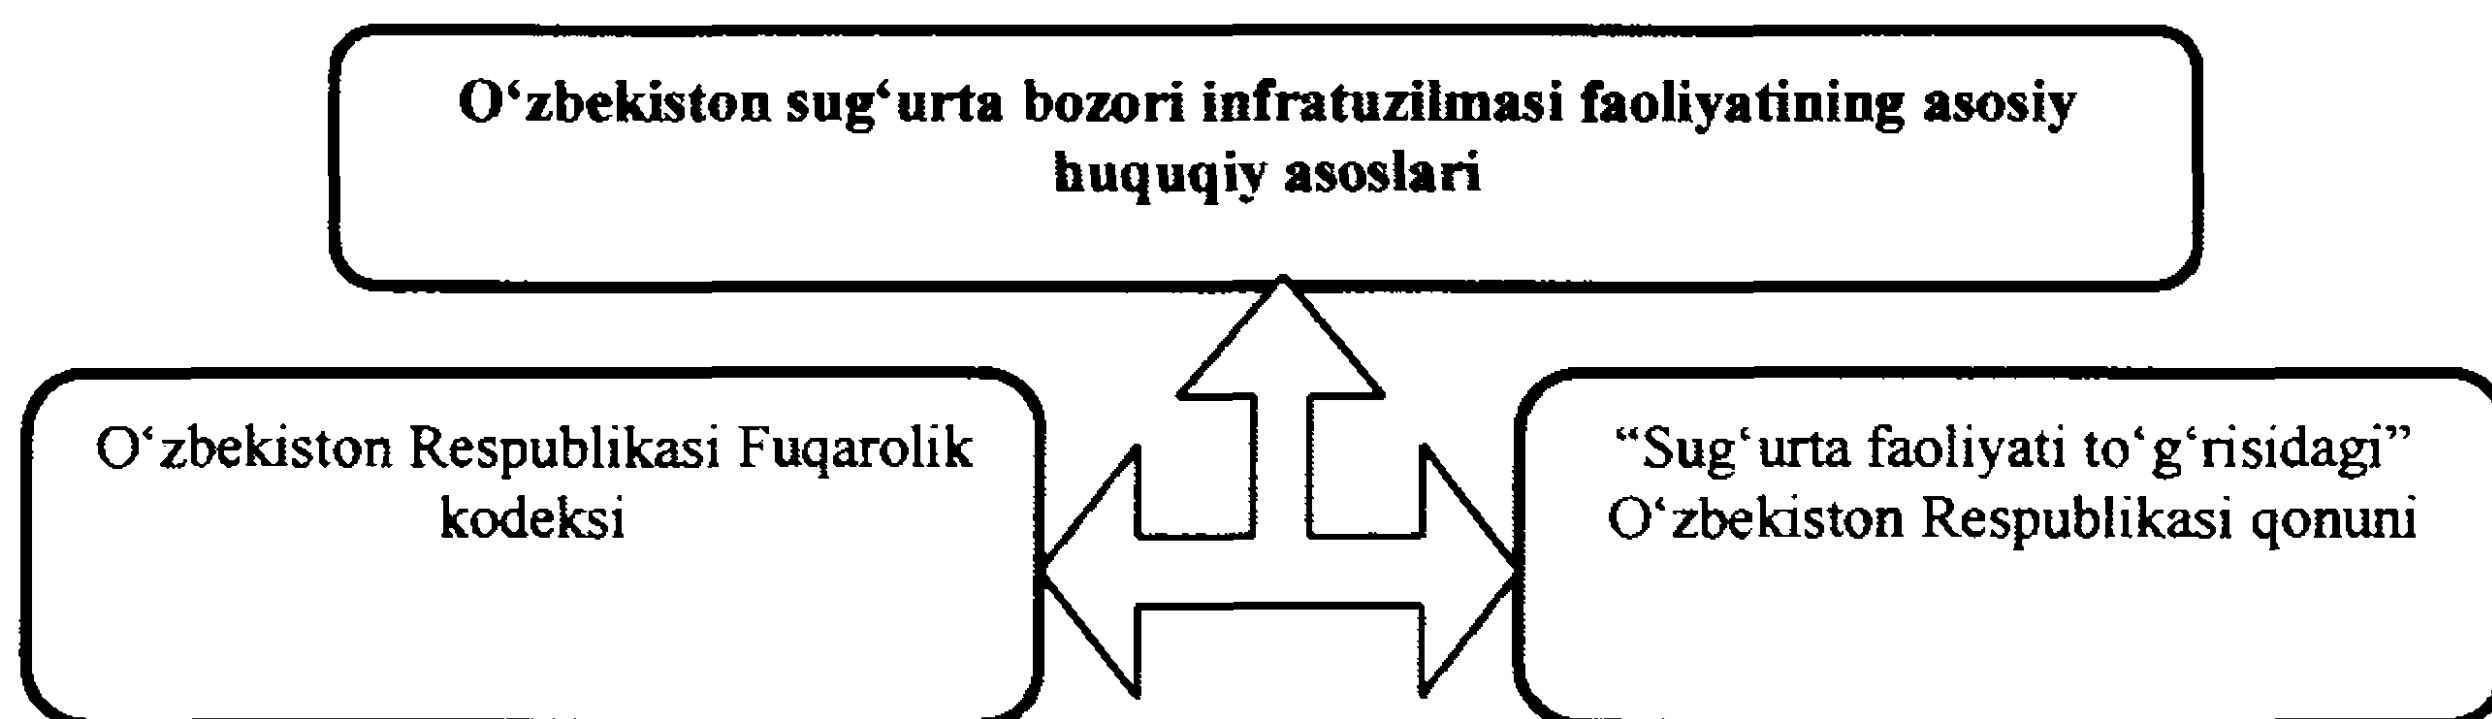 O‘zbekiston sug‘urta bozori infratuzilmasi faoliyatining asosiy
huquqiy asoslari
O‘zbekiston Respublikasi Fuqarolik
kodeksi
“Sug‘urta faoliyati to‘g‘risidagi”
O‘zbekiston Respublikasi qonuni